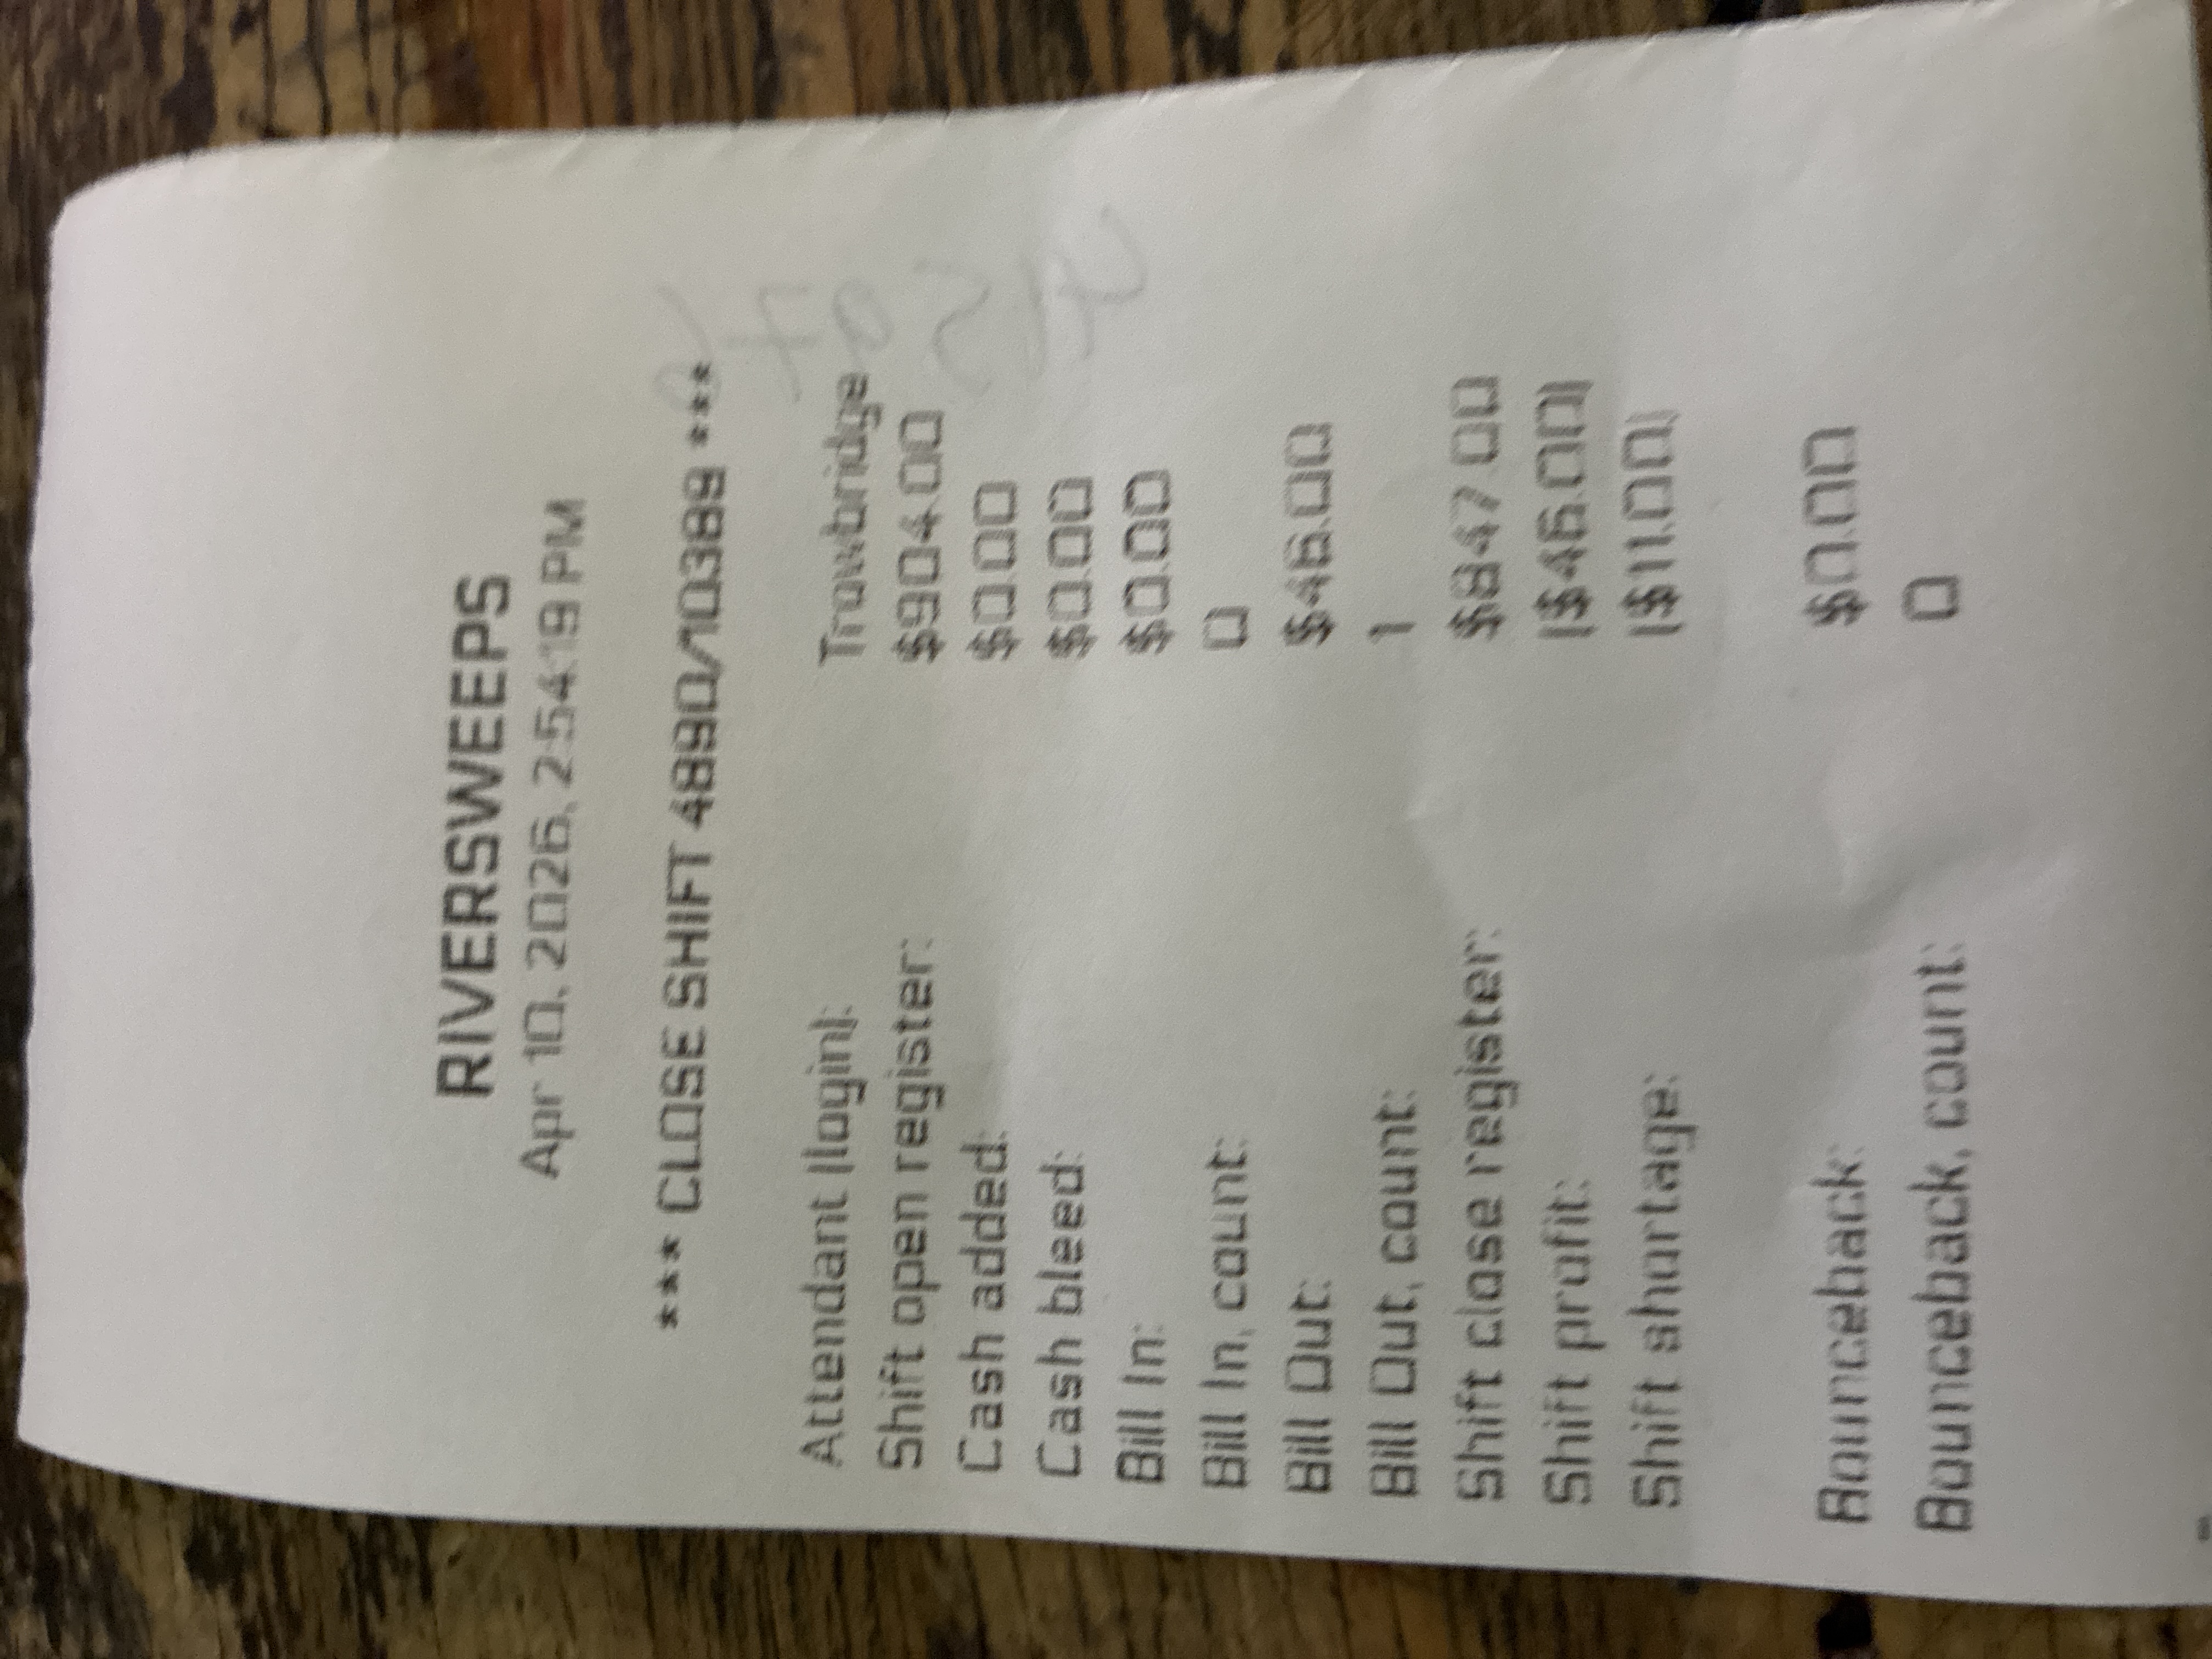 RIVERSWEEPS
Apr 10, 2026, 2:54:19 PM
*** CLOSE SHIFT 4890/10389 ***
Attendant (login): Trowbridge
Shift open register: $904.00
Cash added: $0.00
Cash bleed: $0.00
Bill In: $0.00
Bill In, count: 0
Bill Out: $46.00
Bill Out, count: 1
Shift close register: $847.00
Shift profit: ($46.00)
Shift shortage: ($11.00)
Bounceback: $0.00
Bounceback, count: 0